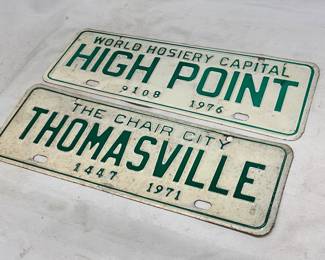 WORLD HOSIERY CAPITAL
HIGH POINT
9108 1976
THE CHAIR CITY
THOMASVILLE
1447 1971